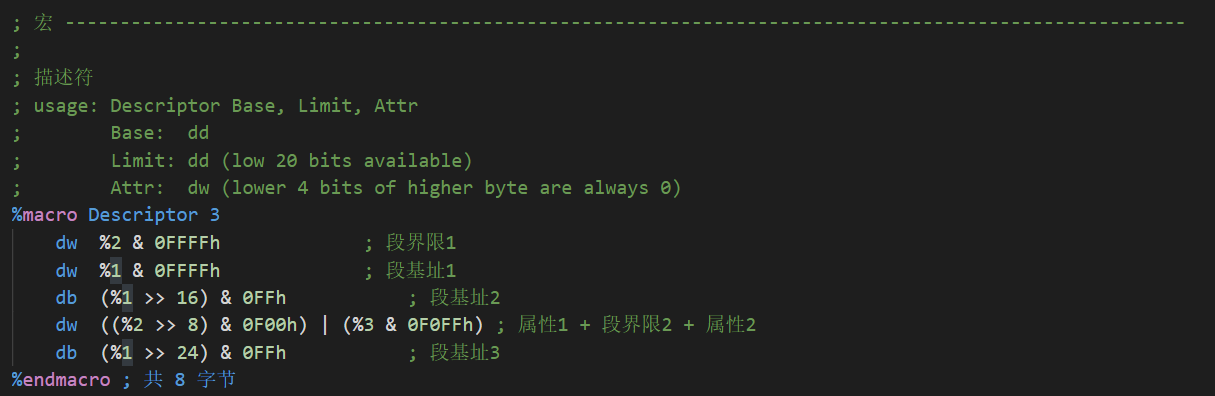 ; 宏 ------------------------------------------------------------------------------------------------------
;
; 描述符
; usage: Descriptor Base, Limit, Attr
;        Base:  dd
;        Limit: dd (low 20 bits available)
;        Attr:  dw (lower 4 bits of higher byte are always 0)
%macro Descriptor 3
    dw  %2 & 0FFFFh                ; 段界限1
    dw  %1 & 0FFFFh                ; 段基址1
    db  (%1 >> 16) & 0FFh           ; 段基址2
    dw  ((%2 >> 8) & 0F00h) | (%3 & 0F0FFh) ; 属性1 + 段界限2 + 属性2
    db  (%1 >> 24) & 0FFh           ; 段基址3
%endmacro ; 共 8 字节